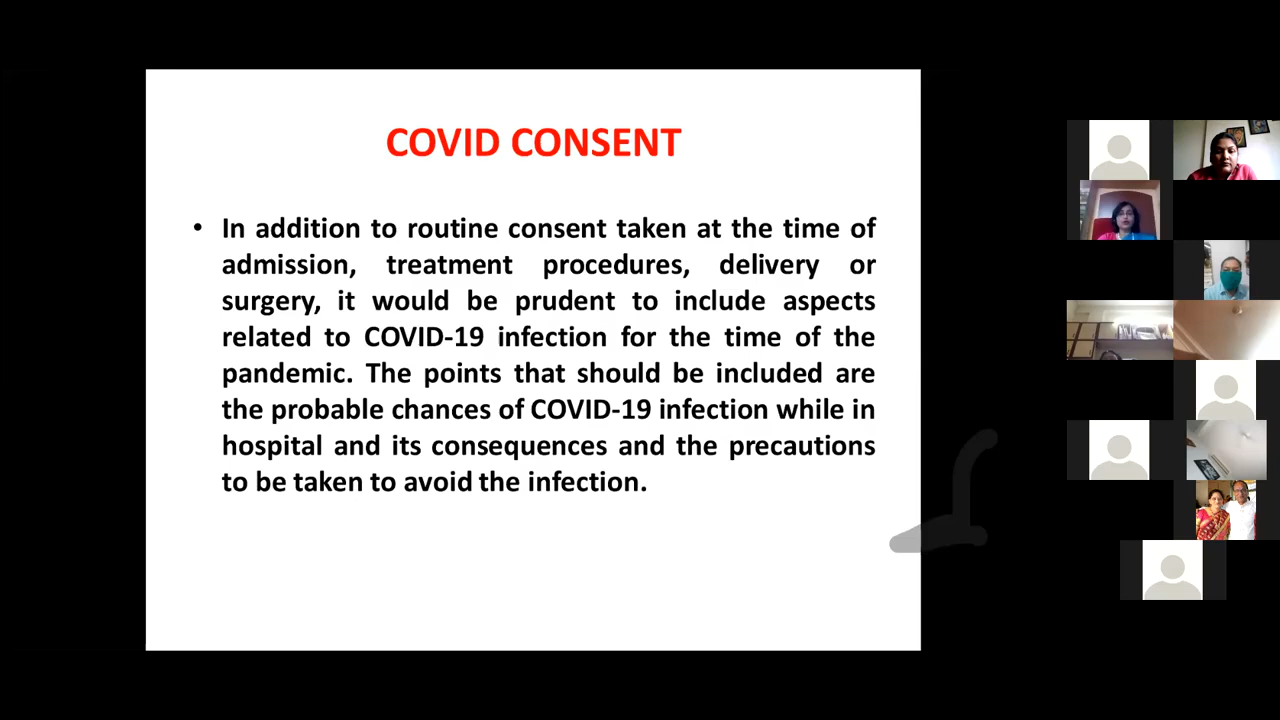 COVID CONSENT
• In addition to routine consent taken at the time of
admission, treatment procedures, delivery or
surgery, it would be prudent to include aspects
related to COVID-19 infection for the time of the
pandemic. The points that should be included are
the probable chances of COVID-19 infection while in
hospital and its consequences and the precautions
to be taken to avoid the infection.